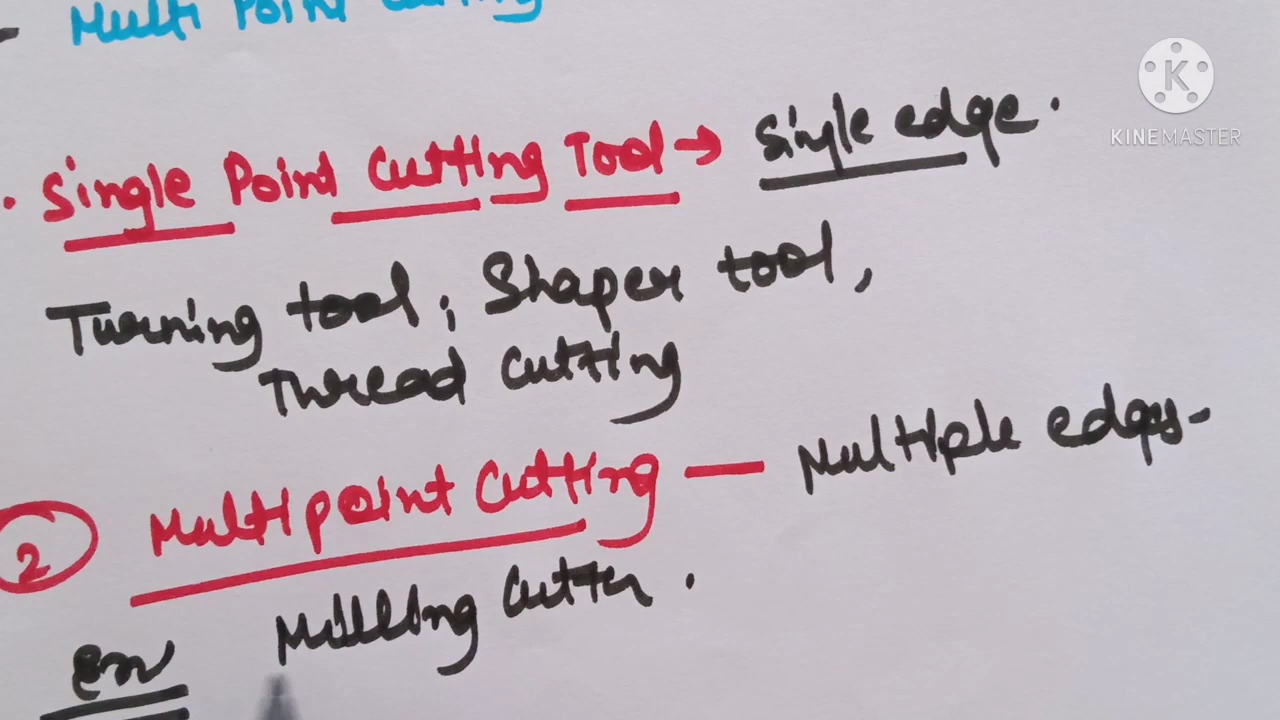 Multi Point Cutting
KINEMASTER
Single Point Cutting Tool → Single edge.
Turning tool; Shaper tool,
Thread Cutting
2 Multipoint Cutting — Multiple edges-
Milling Cutter.
Ex